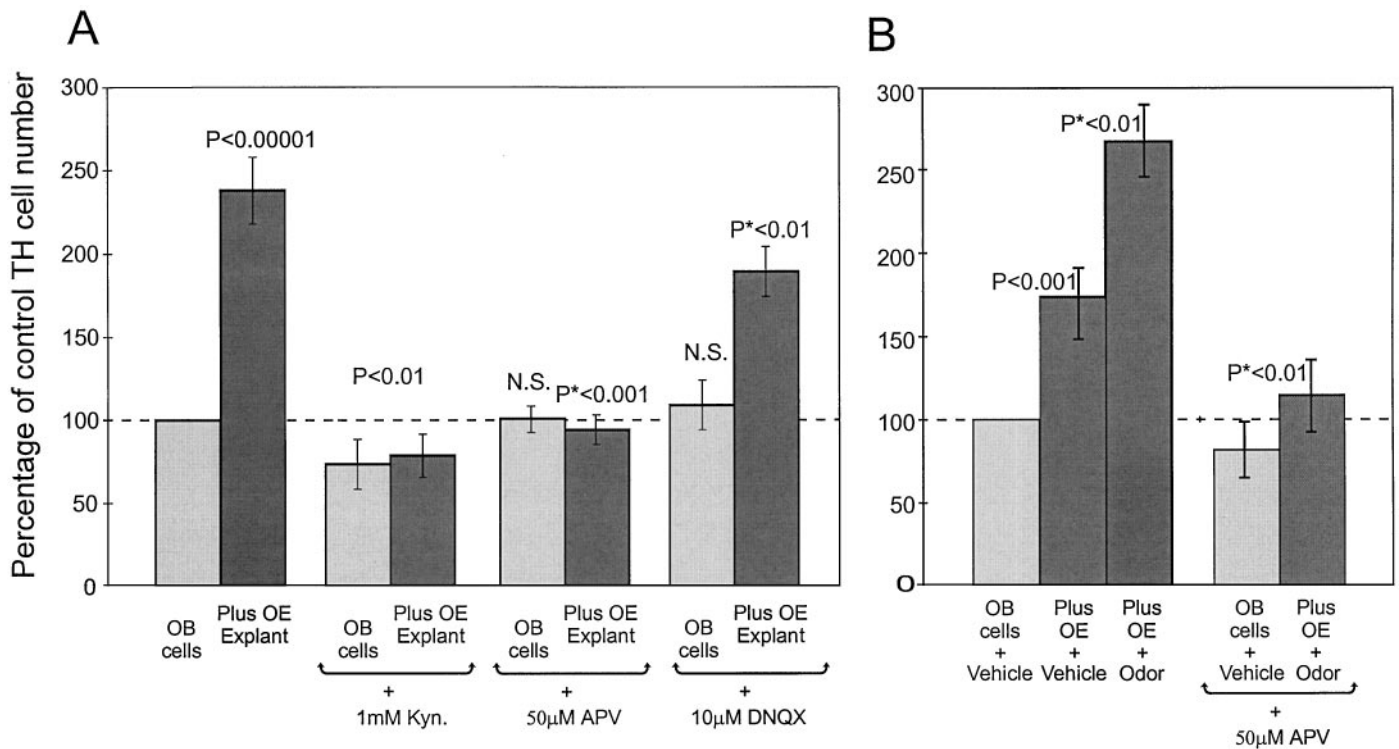 A
Percentage of control TH cell number
300
250
200
150
100
50
0
P<0.00001
P<0.01
N.S.
P*<0.001
N.S.
P*<0.01
OB
cells
Plus OE
Explant
OB
cells
Plus OE
Explant
+
1mM Kyn.
OB
cells
Plus OE
Explant
+
50μM APV
OB
cells
Plus OE
Explant
+
10μM DNQX
B
300
250
200
150
100
50
O
P<0.001
P*<0.01
P*<0.01
OB
cells
+
Vehicle
Plus
OE
+
Vehicle
Plus
OE
+
Odor
OB
cells
+
Vehicle
Plus
OE
+
Odor
+
50μM APV